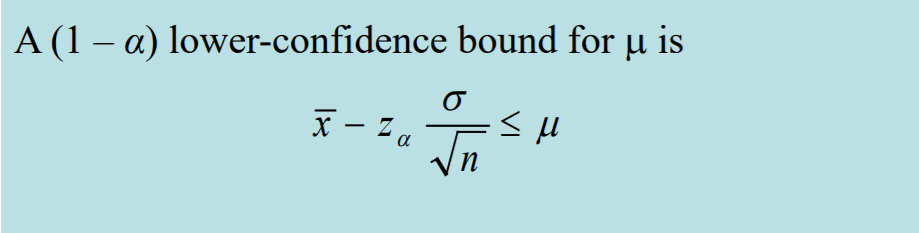 A (1 – α) lower-confidence bound for μ is
x̅ − z_α σ/√n ≤ μ